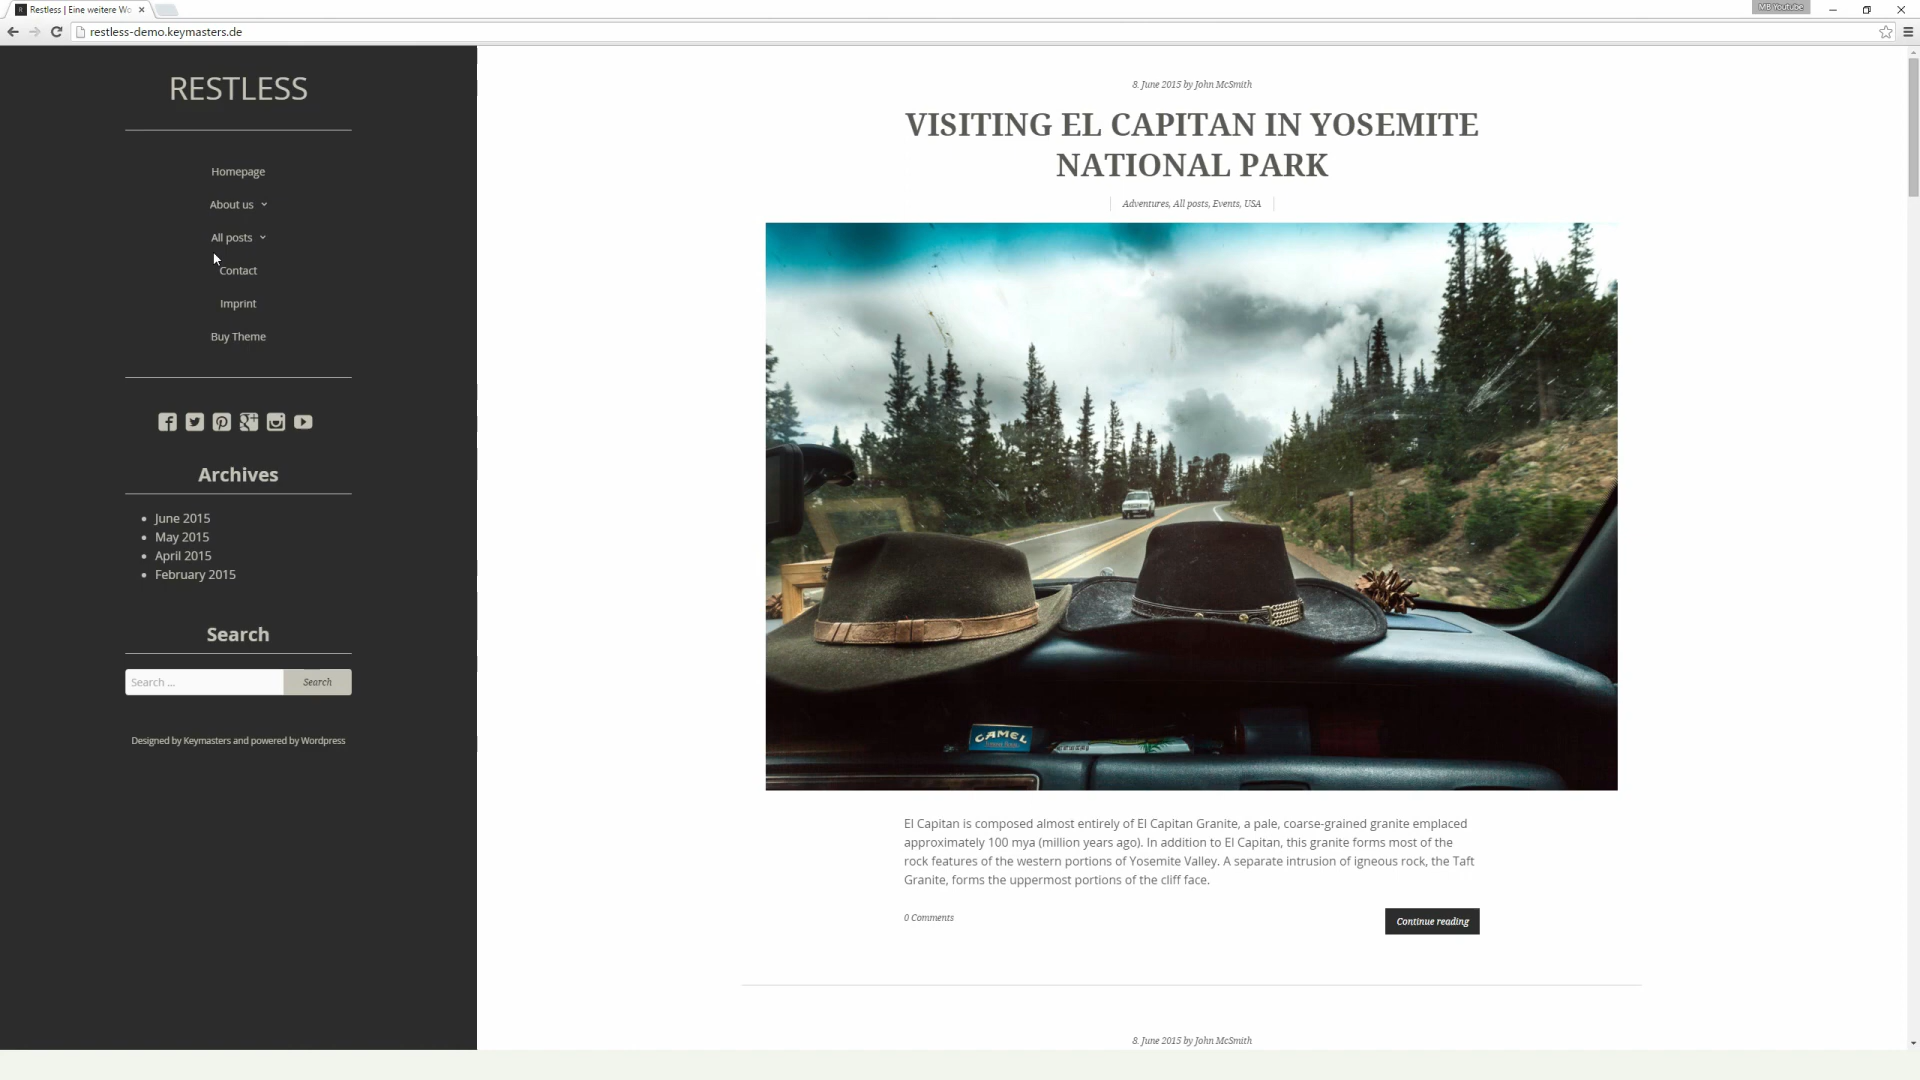 Restless | Eine weitere Wo
MB Youtube
restless-demo.keymasters.de
RESTLESS
Homepage
About us
All posts
Contact
Imprint
Buy Theme
Archives
June 2015
May 2015
April 2015
February 2015
Search
Search ...
Search
Designed by Keymasters and powered by Wordpress
8. June 2015 by John McSmith
VISITING EL CAPITAN IN YOSEMITE
NATIONAL PARK
Adventures, All posts, Events, USA
CAMEL
El Capitan is composed almost entirely of El Capitan Granite, a pale, coarse-grained granite emplaced
approximately 100 mya (million years ago). In addition to El Capitan, this granite forms most of the
rock features of the western portions of Yosemite Valley. A separate intrusion of igneous rock, the Taft
Granite, forms the uppermost portions of the cliff face.
0 Comments
Continue reading
8. June 2015 by John McSmith